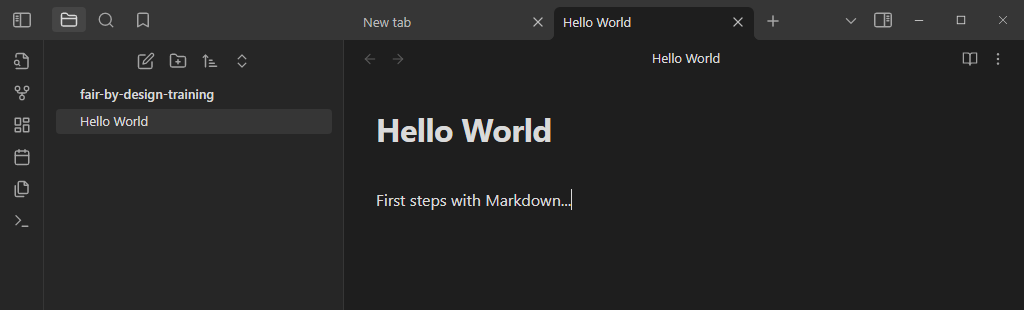 New tab
Hello World
Hello World
fair-by-design-training
Hello World
Hello World
First steps with Markdown...